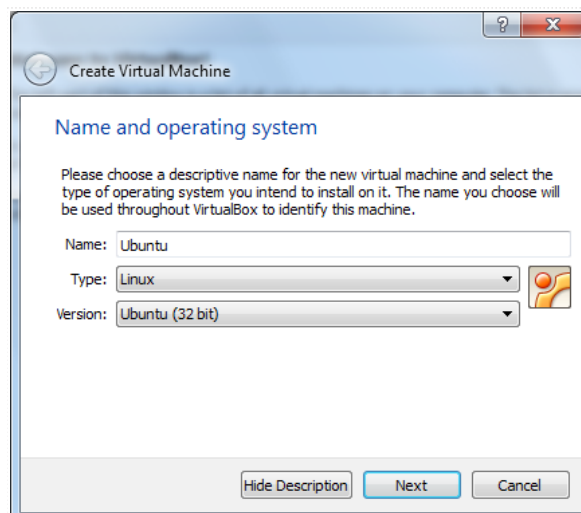 Create Virtual Machine
Name and operating system
Please choose a descriptive name for the new virtual machine and select the
type of operating system you intend to install on it. The name you choose will
be used throughout VirtualBox to identify this machine.
Name: Ubuntu
Type: Linux
Version: Ubuntu (32 bit)
Hide Description Next Cancel